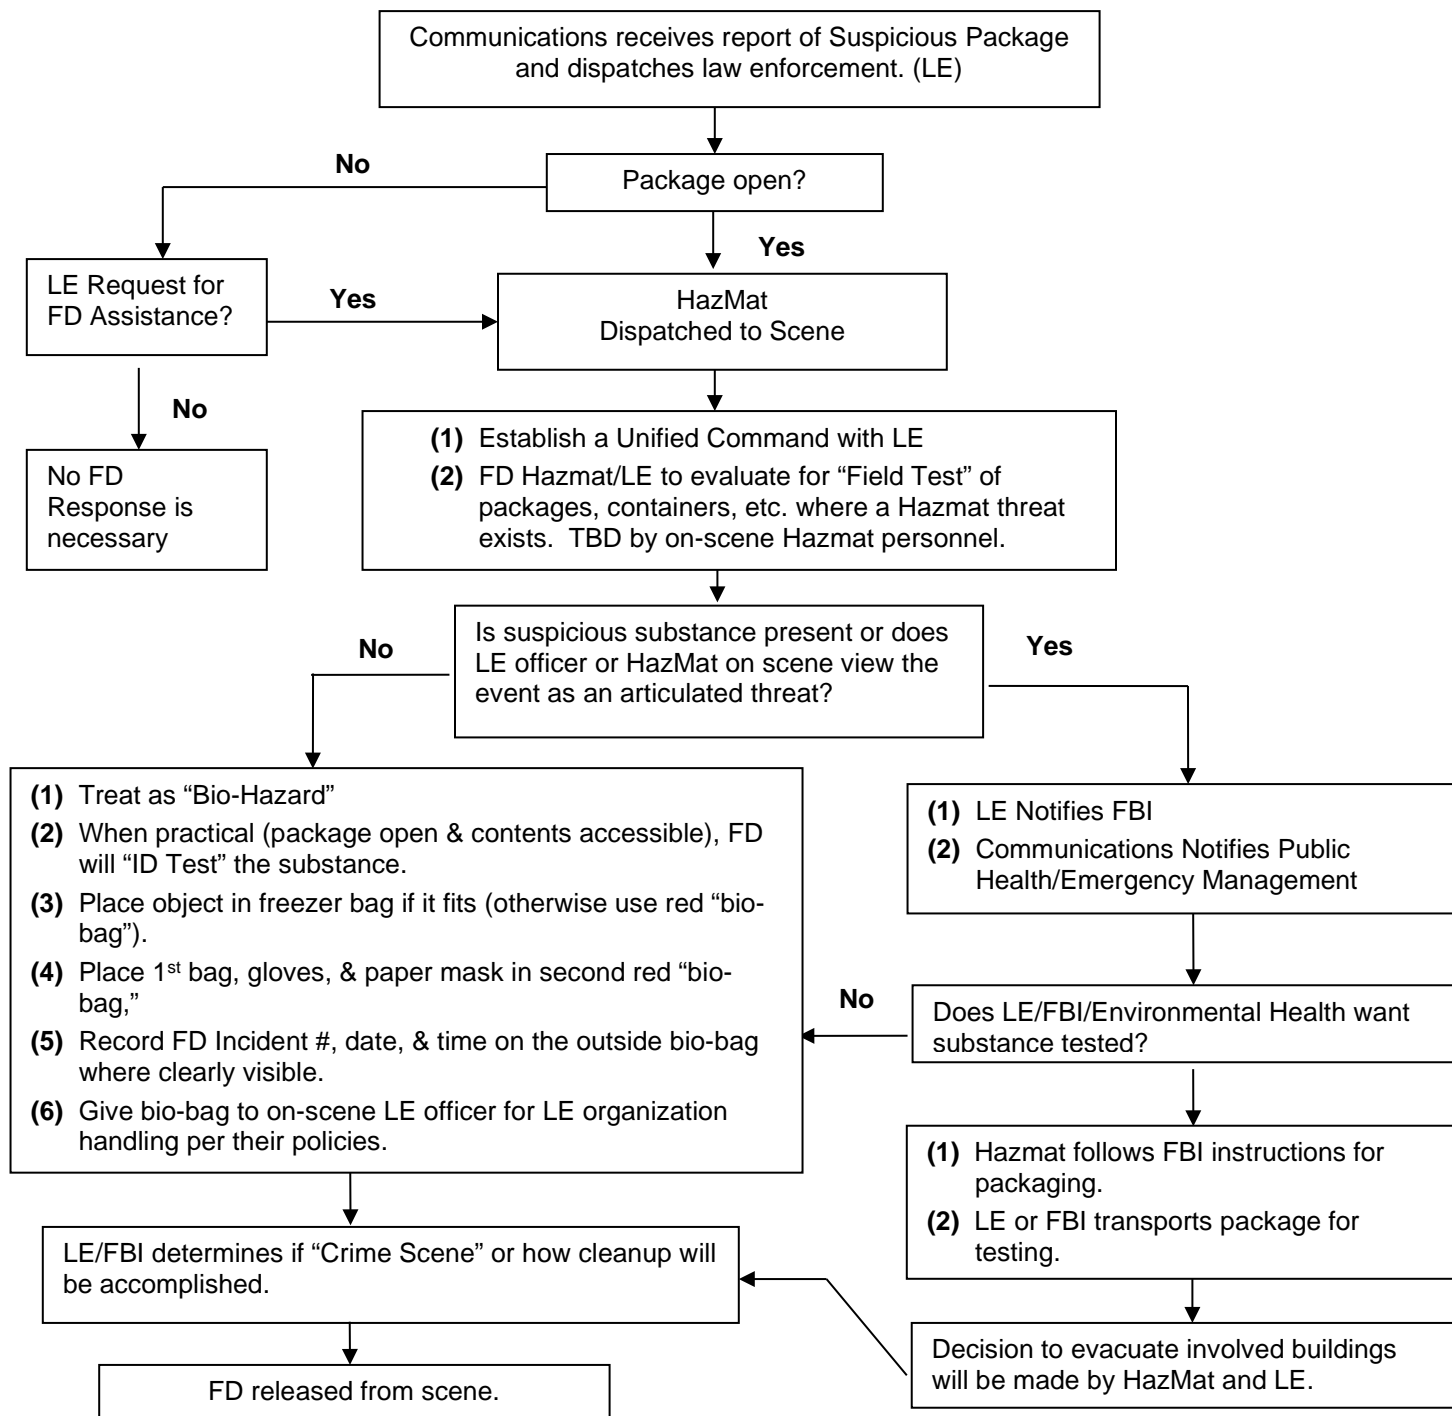 Communications receives report of Suspicious Package
and dispatches law enforcement. (LE)
No
Package open?
Yes
LE Request for
FD Assistance?
Yes
HazMat
Dispatched to Scene
No
No FD
Response is
necessary
(1) Establish a Unified Command with LE
(2) FD Hazmat/LE to evaluate for “Field Test” of
packages, containers, etc. where a Hazmat threat
exists.  TBD by on-scene Hazmat personnel.
No
Is suspicious substance present or does
LE officer or HazMat on scene view the
event as an articulated threat?
Yes
(1) Treat as “Bio-Hazard”
(2) When practical (package open & contents accessible), FD
will “ID Test” the substance.
(3) Place object in freezer bag if it fits (otherwise use red “bio-
bag”).
(4) Place 1st bag, gloves, & paper mask in second red “bio-
bag,”
(5) Record FD Incident #, date, & time on the outside bio-bag
where clearly visible.
(6) Give bio-bag to on-scene LE officer for LE organization
handling per their policies.
(1) LE Notifies FBI
(2) Communications Notifies Public
Health/Emergency Management
No
Does LE/FBI/Environmental Health want
substance tested?
(1) Hazmat follows FBI instructions for
packaging.
(2) LE or FBI transports package for
testing.
LE/FBI determines if “Crime Scene” or how cleanup will
be accomplished.
Decision to evacuate involved buildings
will be made by HazMat and LE.
FD released from scene.